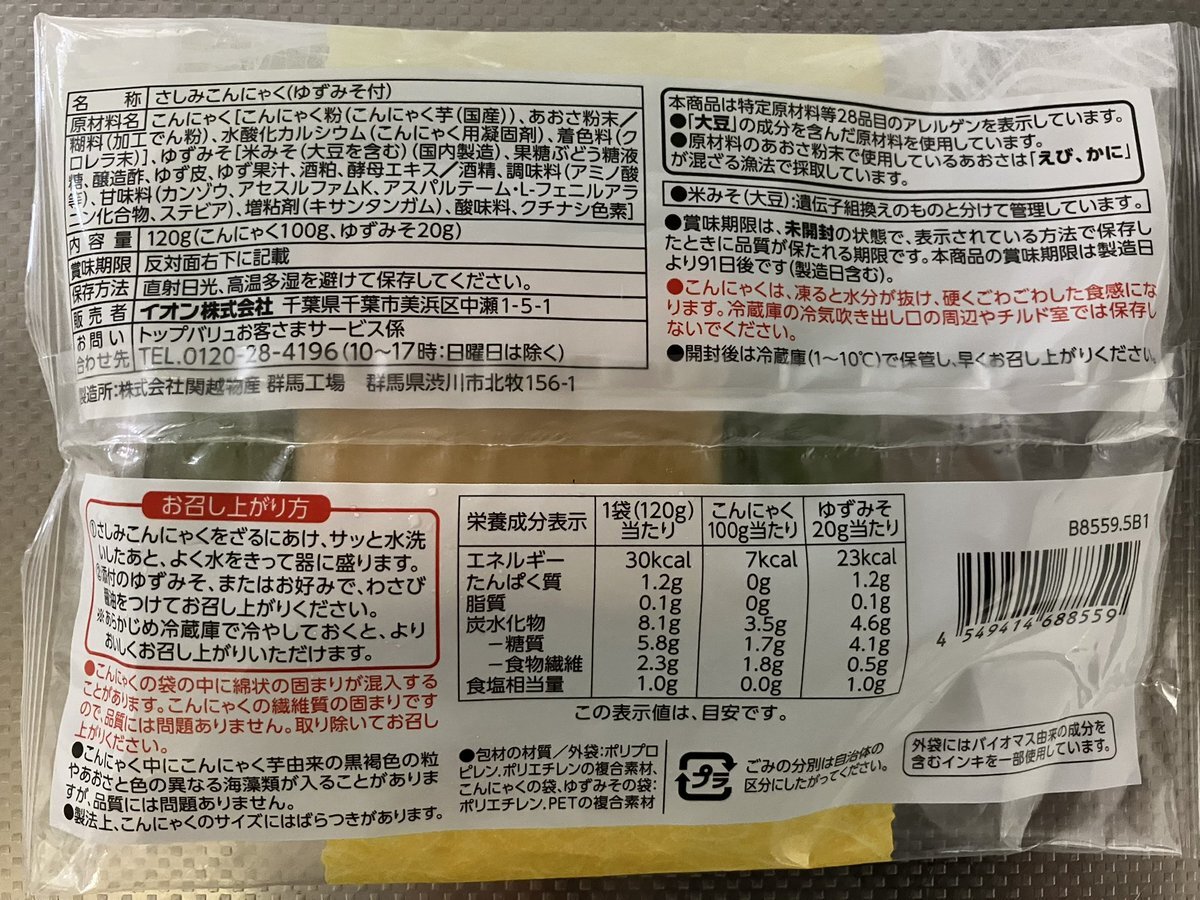 名称 さしみこんにゃく(ゆずみそ付)
原材料名 こんにゃく[こんにゃく粉(こんにゃく芋(国産))、あおさ粉末/
糊料(加工でん粉)、水酸化カルシウム(こんにゃく用凝固剤)、着色料(ク
ロレラ末)]、ゆずみそ[米みそ(大豆を含む)(国内製造)、果糖ぶどう糖液
糖、醸造酢、ゆず皮、ゆず果汁、酒粕、酵母エキス/酒精、調味料(アミノ酸
等)、甘味料(カンゾウ、アセスルファムK、アスパルテーム・L-フェニルアラ
ニン化合物、ステビア)、増粘剤(キサンタンガム)、酸味料、クチナシ色素]
内容量 120g(こんにゃく100g、ゆずみそ20g)
賞味期限 反対面右下に記載
保存方法 直射日光、高温多湿を避けて保存してください。
販売者 イオン株式会社 千葉県千葉市美浜区中瀬1-5-1
お問い合わせ先 トップバリュお客さまサービス係
TEL.0120-28-4196(10~17時:日曜日は除く)
製造所:株式会社関越物産 群馬工場 群馬県渋川市北牧156-1
本商品は特定原材料等28品目のアレルゲンを表示しています。
●「大豆」の成分を含んだ原材料を使用しています。
●原材料のあおさ粉末で使用しているあおさは「えび、かに」
が混ざる漁法で採取しています。
●米みそ(大豆):遺伝子組換えのものと分けて管理しています。
●賞味期限は、未開封の状態で、表示されている方法で保存し
たときに品質が保たれる期限です。本商品の賞味期限は製造日
より91日後です(製造日含む)。
●こんにゃくは、凍ると水分が抜け、硬くごわごわした食感にな
ります。冷蔵庫の冷気吹き出し口の周辺やチルド室では保存し
ないでください。
●開封後は冷蔵庫(1~10℃)で保管し、早くお召し上がりください。
お召し上がり方
①さしみこんにゃくをざるにあけ、サッと水洗
いしたあと、よく水をきって器に盛ります。
②添付のゆずみそ、またはお好みで、わさび
醤油をつけてお召し上がりください。
※あらかじめ冷蔵庫で冷やしておくと、より
おいしくお召し上がりいただけます。
●こんにゃくの袋の中に綿状の固まりが混入する
ことがあります。こんにゃくの繊維質の固まりです
ので、品質には問題ありません。取り除いてお召し
上がりください。
●こんにゃく中にこんにゃく芋由来の黒褐色の粒
やあおさと色の異なる海藻類が入ることがありま
すが、品質には問題ありません。
●製法上、こんにゃくのサイズにはばらつきがあります。
栄養成分表示 1袋(120g)当たり こんにゃく100g当たり ゆずみそ20g当たり
エネルギー 30kcal 7kcal 23kcal
たんぱく質 1.2g 0g 1.2g
脂質 0.1g 0g 0.1g
炭水化物 8.1g 3.5g 4.6g
-糖質 5.8g 1.7g 4.1g
-食物繊維 2.3g 1.8g 0.5g
食塩相当量 1.0g 0.0g 1.0g
この表示値は、目安です。
●包材の材質/外袋:ポリプロ
ピレン、ポリエチレンの複合素材、
こんにゃくの袋、ゆずみその袋:
ポリエチレン、PETの複合素材
プラ
ごみの分別は自治体の
区分にしたがってください。
B8559.5B1
4 549414 688559
外袋にはバイオマス由来の成分を
含むインキを一部使用しています。